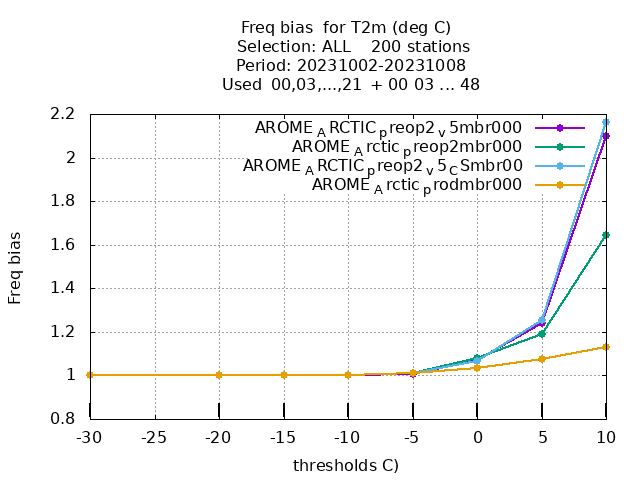 Freq bias for T2m (deg C)
Selection: ALL 200 stations
Period: 20231002-20231008
Used 00,03,...,21 + 00 03 ... 48
AROME_ARCTIC_preop2_v5mbr000
AROME_Arctic_preop2mbr000
AROME_ARCTIC_preop2_v5_CSmbr00
AROME_Arctic_prodmbr000
Freq bias
2.2
2
1.8
1.6
1.4
1.2
1
0.8
-30 -25 -20 -15 -10 -5 0 5 10
thresholds C)